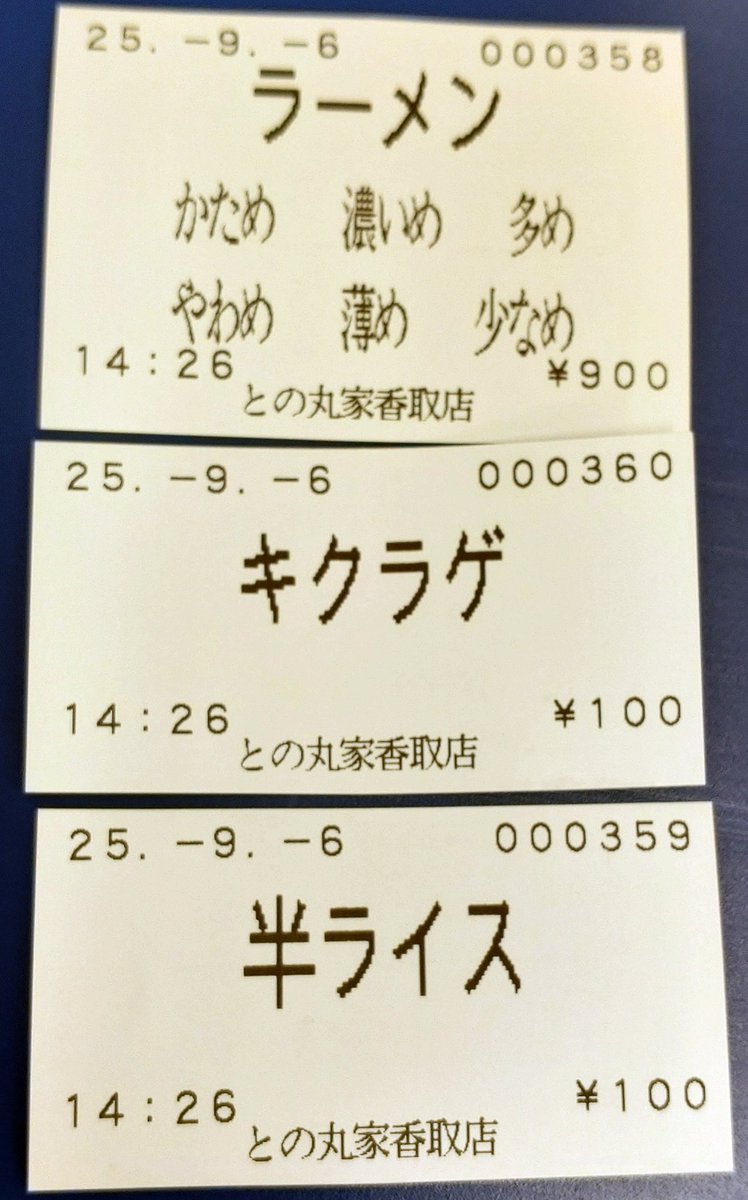 25.-9.-6 000358
ラーメン
かため 濃いめ 多め
やわめ 薄め 少なめ
14:26 ¥900
との丸家香取店
25.-9.-6 000360
キクラゲ
14:26 ¥100
との丸家香取店
25.-9.-6 000359
半ライス
14:26 ¥100
との丸家香取店